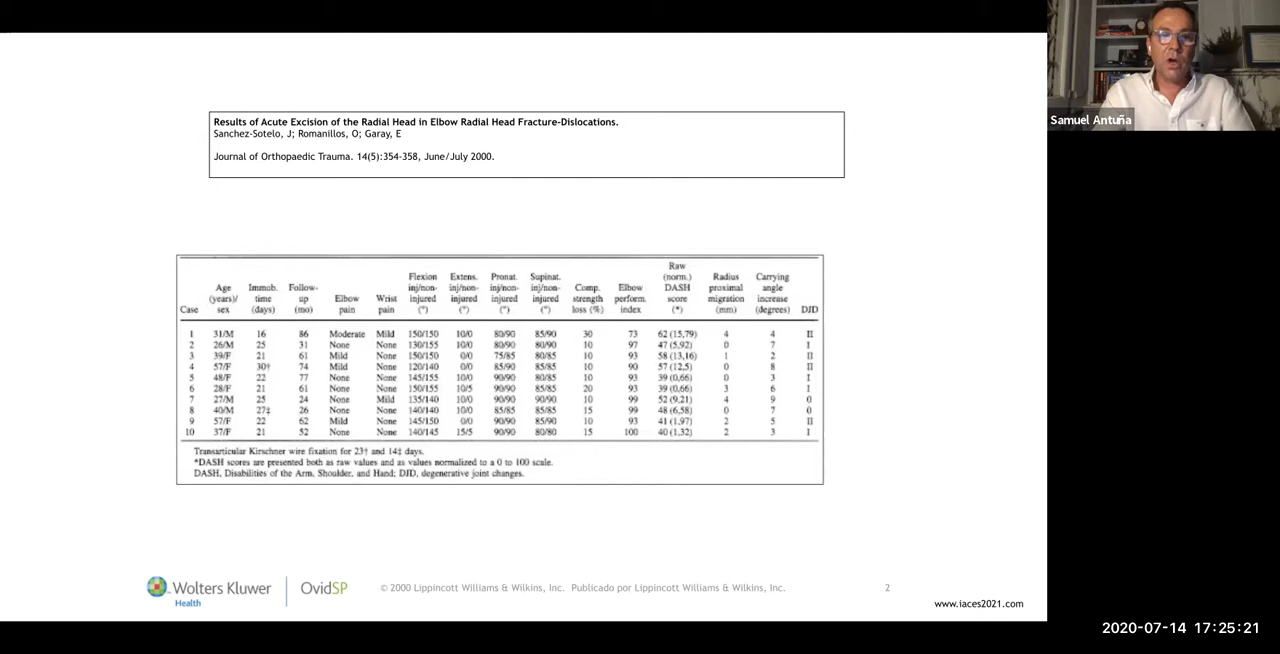 Samuel Antuña
Results of Acute Excision of the Radial Head in Elbow Radial Head Fracture-Dislocations.
Sanchez-Sotelo, J; Romanillos, O; Garay, E
Journal of Orthopaedic Trauma. 14(5):354-358, June/July 2000.
Case Age (years)/ sex Immob. time (days) Follow-up (mo) Elbow pain Wrist pain Flexion inj/non-injured (°) Extens. inj/non-injured (°) Pronat. inj/non-injured (°) Supinat. inj/non-injured (°) Comp. strength loss (%) Elbow perform. index Raw (norm.) DASH score (*) Radius proximal migration (mm) Carrying angle increase (degrees) DJD
1 31/M 16 86 Moderate Mild 150/150 10/0 80/90 85/90 30 73 62 (15,79) 4 4 II
2 26/M 25 31 None None 130/155 10/0 80/90 80/90 10 97 47 (5,92) 0 7 I
3 39/F 21 61 Mild None 150/150 0/0 75/85 80/85 10 93 58 (13,16) 1 2 II
4 57/F 30† 74 Mild None 120/140 0/0 85/90 85/90 10 90 57 (12,5) 0 8 II
5 48/F 22 77 None None 145/155 10/0 90/90 80/85 10 93 39 (0,66) 0 3 I
6 28/F 21 61 None None 150/155 10/5 90/90 85/85 20 93 39 (0,66) 3 6 I
7 27/M 25 24 None Mild 135/140 10/0 90/90 90/90 10 99 52 (9,21) 4 9 0
8 40/M 27‡ 26 None None 140/140 10/0 85/85 85/90 15 99 48 (6,58) 0 7 0
9 57/F 22 62 Mild None 145/150 0/0 90/90 85/90 10 93 41 (1,97) 2 5 II
10 37/F 21 52 None None 140/145 15/5 90/90 80/80 15 100 40 (1,32) 2 3 I
Transarticular Kirschner wire fixation for 23† and 14‡ days.
*DASH scores are presented both as raw values and as values normalized to a 0 to 100 scale.
DASH, Disabilities of the Arm, Shoulder, and Hand; DJD, degenerative joint changes.
Wolters Kluwer
Health
OvidSP
© 2000 Lippincott Williams & Wilkins, Inc. Publicado por Lippincott Williams & Wilkins, Inc.
2
www.iaces2021.com
2020-07-14 17:25:21